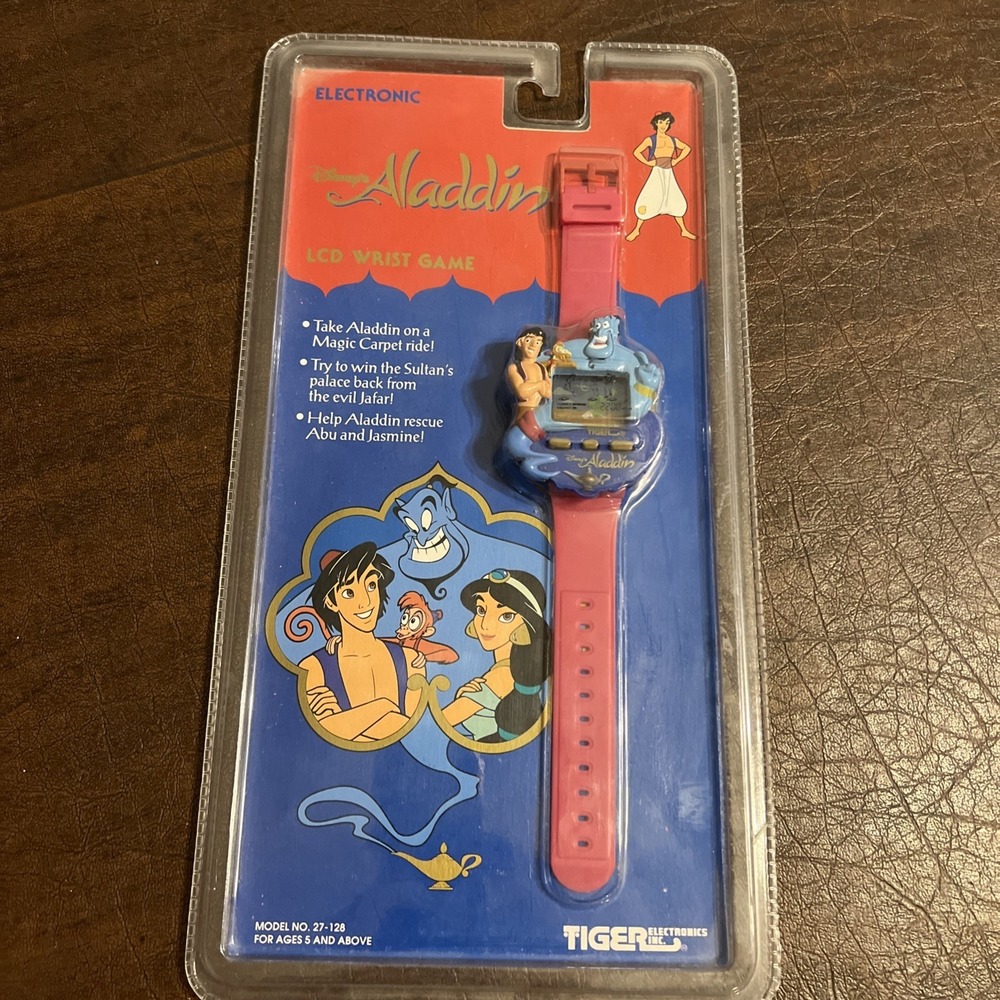 ELECTRONIC
Disney's Aladdin
LCD WRIST GAME
• Take Aladdin on a
Magic Carpet ride!
• Try to win the Sultan's
palace back from
the evil Jafar!
• Help Aladdin rescue
Abu and Jasmine!
TIGER
Disney's Aladdin
MODEL NO. 27-128
FOR AGES 5 AND ABOVE
TIGER ELECTRONICS
INC. ®